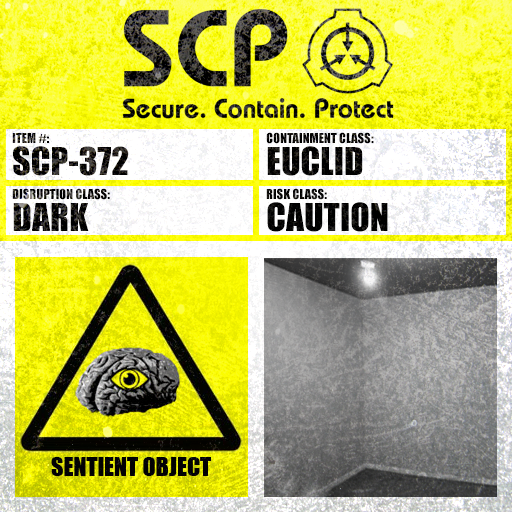 SCP
Secure. Contain. Protect
ITEM #:
SCP-372
CONTAINMENT CLASS:
EUCLID
DISRUPTION CLASS:
DARK
RISK CLASS:
CAUTION
SENTIENT OBJECT